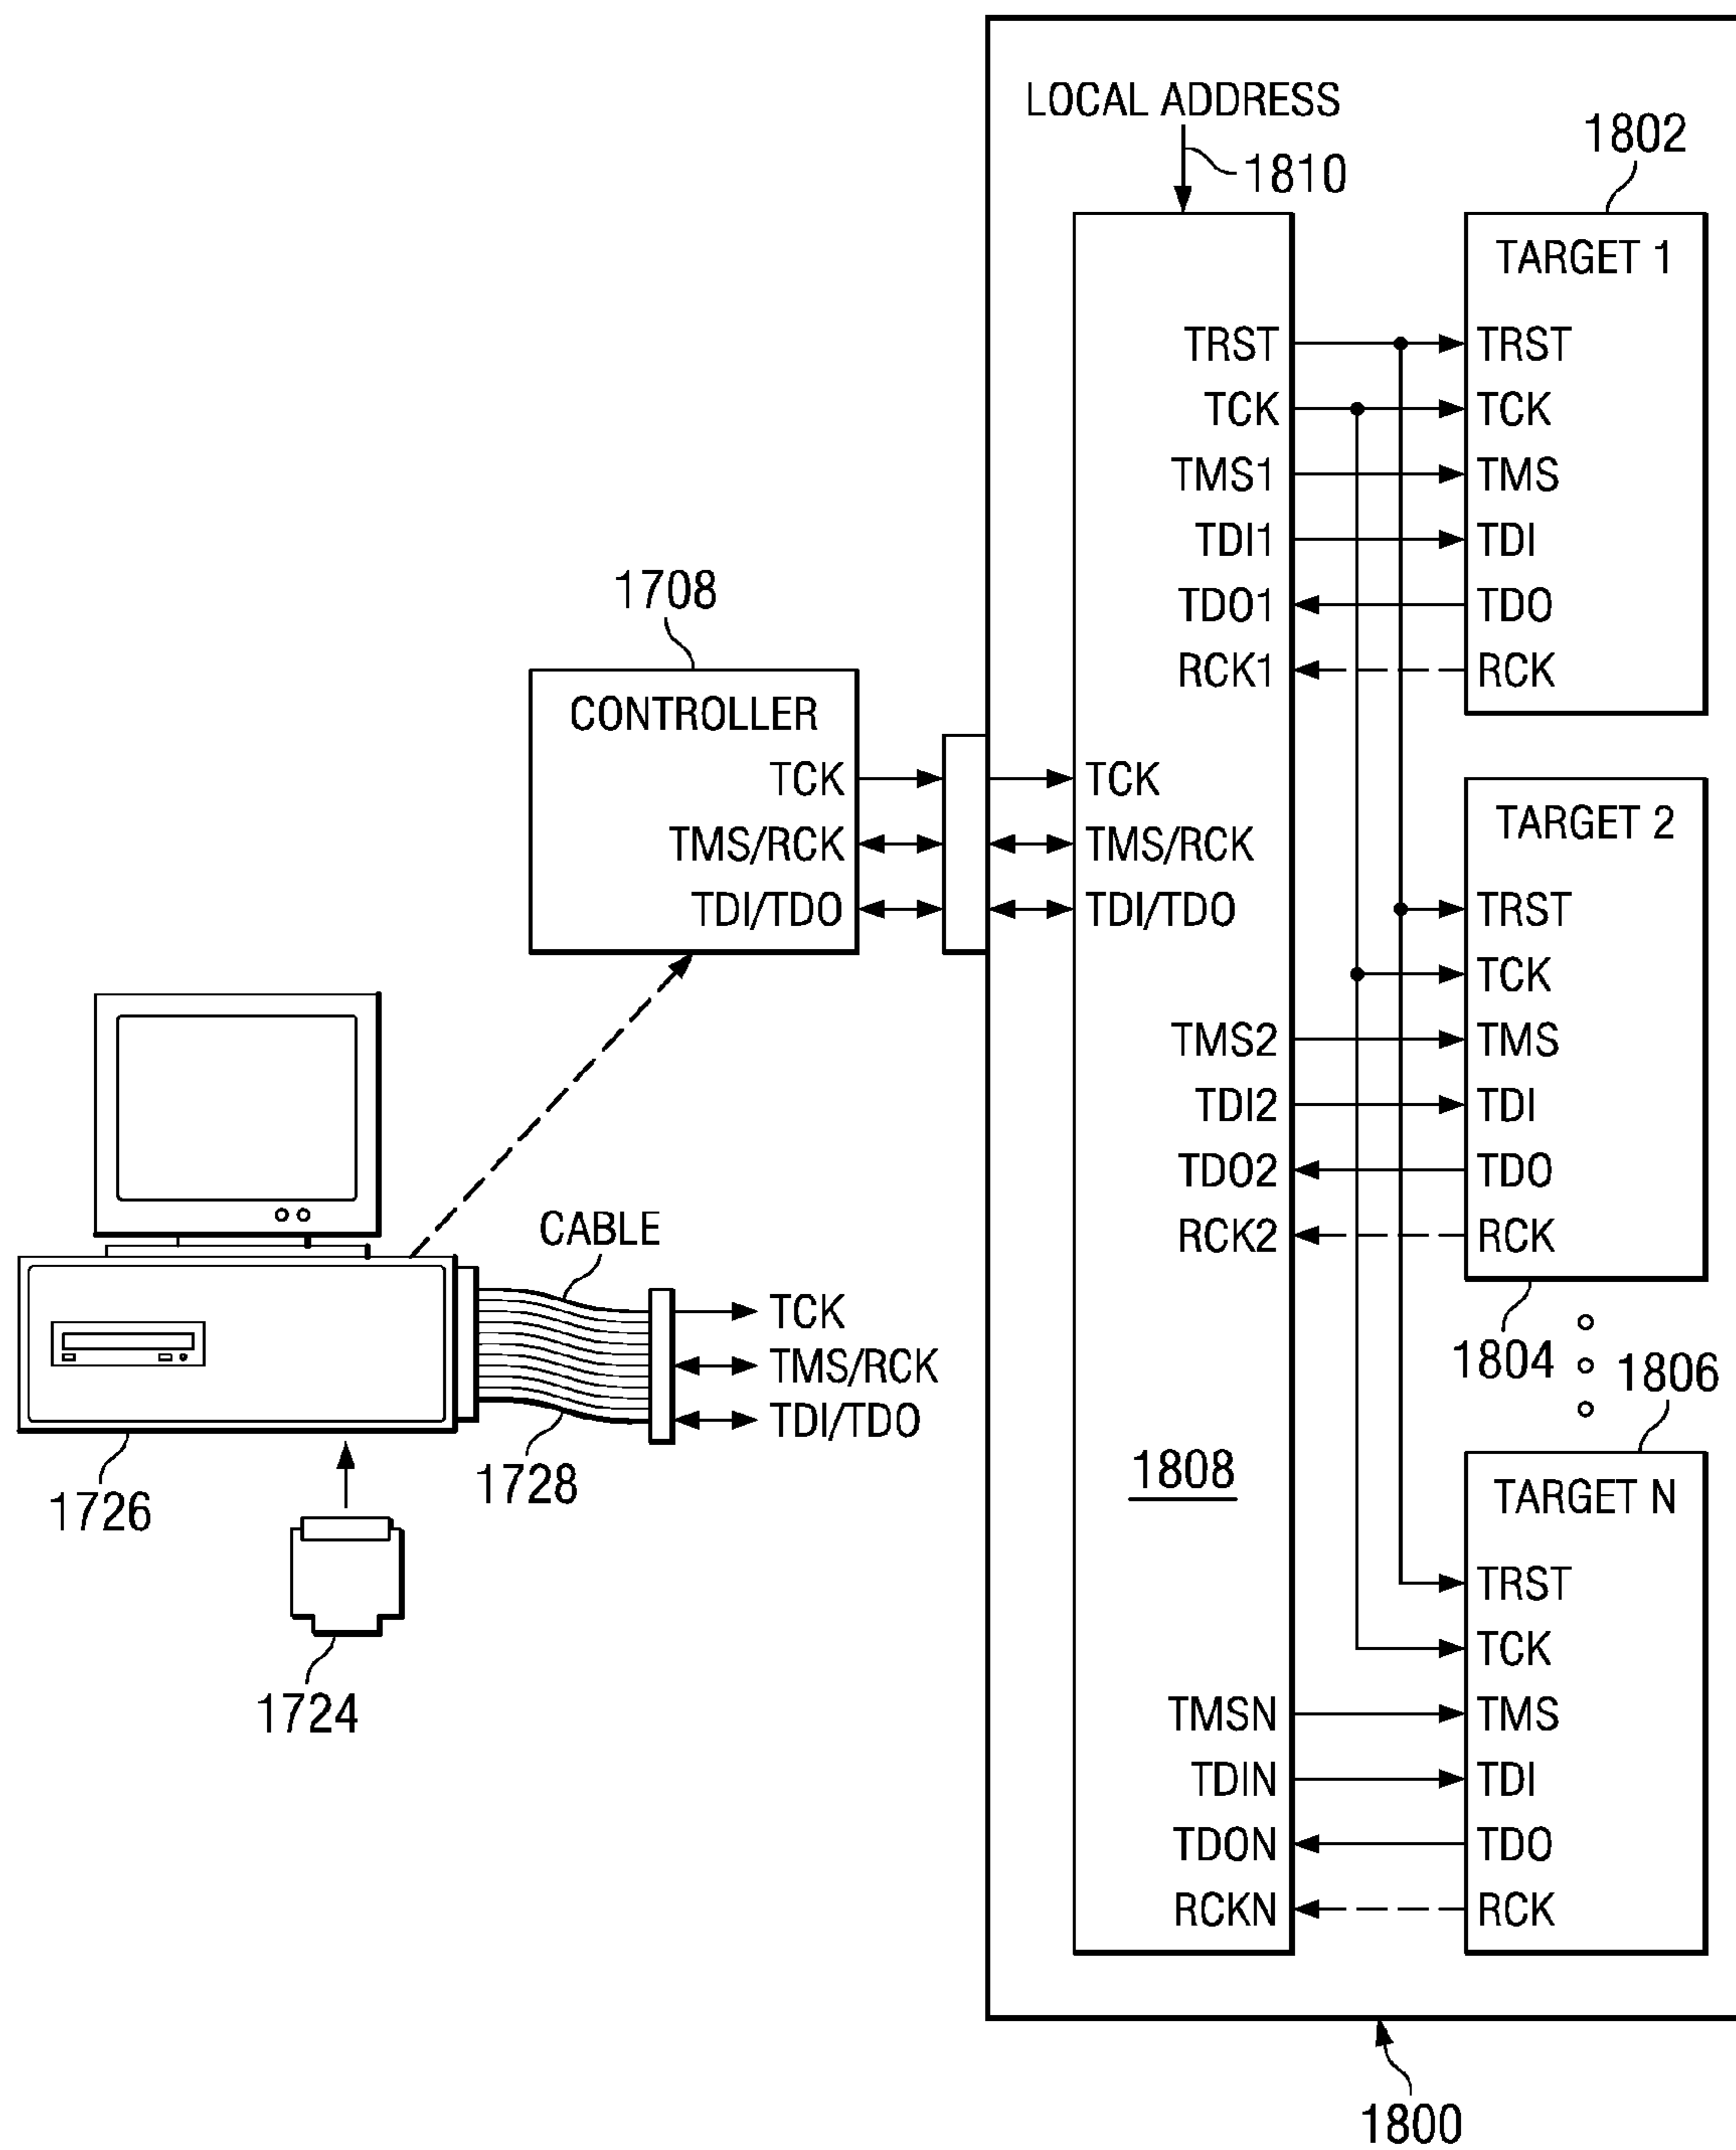 LOCAL ADDRESS
1810
1802
TARGET 1
TRST
TRST
TCK
TCK
TMS1
TMS
TDI1
TDI
TDO1
TDO
RCK1
RCK
1708
CONTROLLER
TCK
TCK
TMS/RCK
TMS/RCK
TDI/TDO
TDI/TDO
TARGET 2
TRST
TCK
TMS2
TMS
TDI2
TDI
TDO2
TDO
RCK2
RCK
1804
1806
CABLE
TCK
TMS/RCK
TDI/TDO
1726
1728
1724
1808
TARGET N
TRST
TCK
TMSN
TMS
TDIN
TDI
TDON
TDO
RCKN
RCK
1800